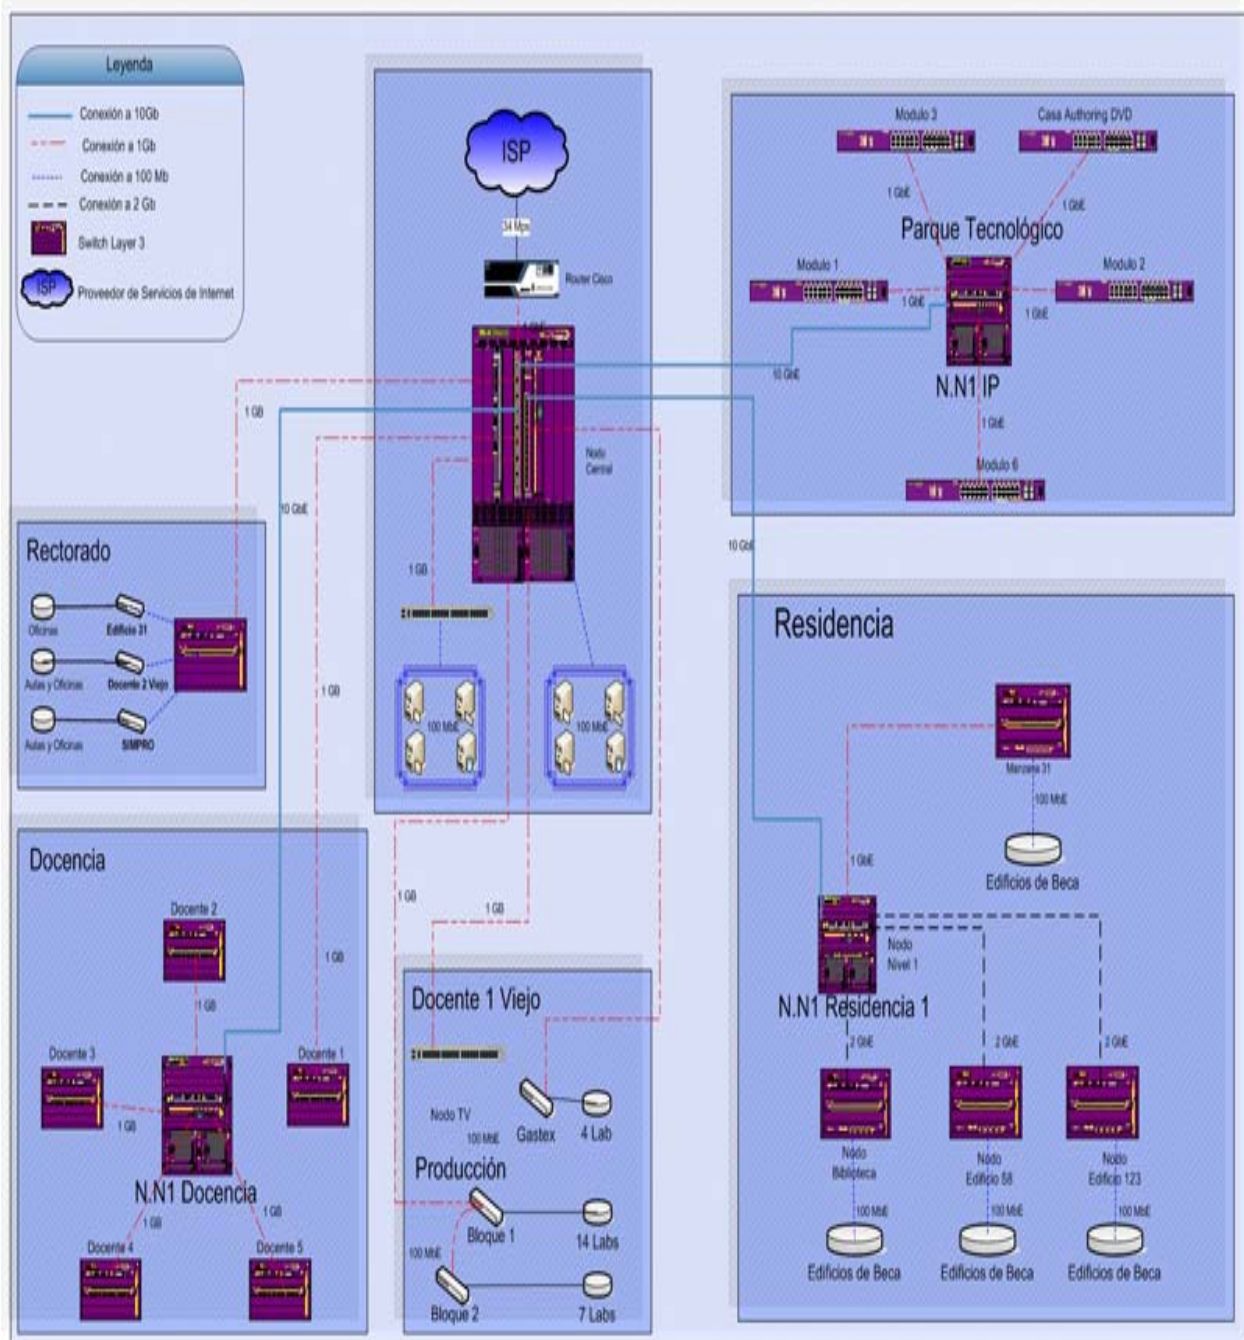 Leyenda
Conexión a 10Gb
Conexión a 1Gb
Conexión a 100 Mb
Conexión a 2 Gb
Switch Layer 3
ISP
Proveedor de Servicios de Internet
ISP
34 Mps
Router Cisco
1 GbE
Nodo
Central
1 GB
10 GbE
1 GB
1 GB
100 MbE
100 MbE
10 GbE
10 GbE
Modulo 3
Casa Authoring DVD
1 GbE
1 GbE
Parque Tecnológico
Modulo 1
Modulo 2
1 GbE
1 GbE
N.N1 IP
1 GbE
Modulo 6
Rectorado
Oficinas
Edificio 31
Aulas y Oficinas
Docente 2 Viejo
Aulas y Oficinas
SIMPRO
Docencia
Docente 2
1 GB
1 GB
Docente 3
Docente 1
1 GB
N.N1 Docencia
1 GB
1 GB
Docente 4
Docente 5
1 GB
1 GB
Docente 1 Viejo
Nodo TV
100 MbE
Gastex
4 Lab
Producción
Bloque 1
14 Labs
100 MbE
Bloque 2
7 Labs
Residencia
Manzana 31
100 MbE
Edificios de Beca
1 GbE
Nodo
Nivel 1
N.N1 Residencia 1
2 GbE
2 GbE
2 GbE
Nodo
Biblioteca
Nodo
Edificio 58
Nodo
Edificio 123
100 MbE
100 MbE
100 MbE
Edificios de Beca
Edificios de Beca
Edificios de Beca